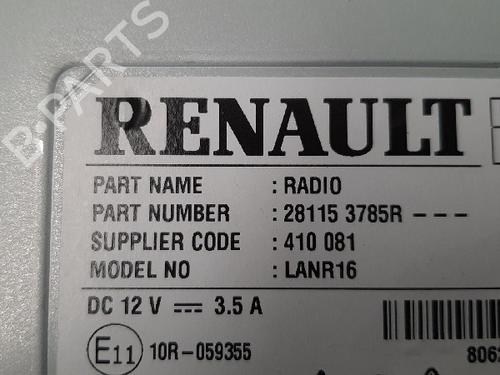 B-PARTS
RENAULT
PART NAME : RADIO
PART NUMBER : 28115 3785R - - -
SUPPLIER CODE : 410 081
MODEL NO : LANR16
DC 12 V ⎓ 3.5 A
E11 10R-059355